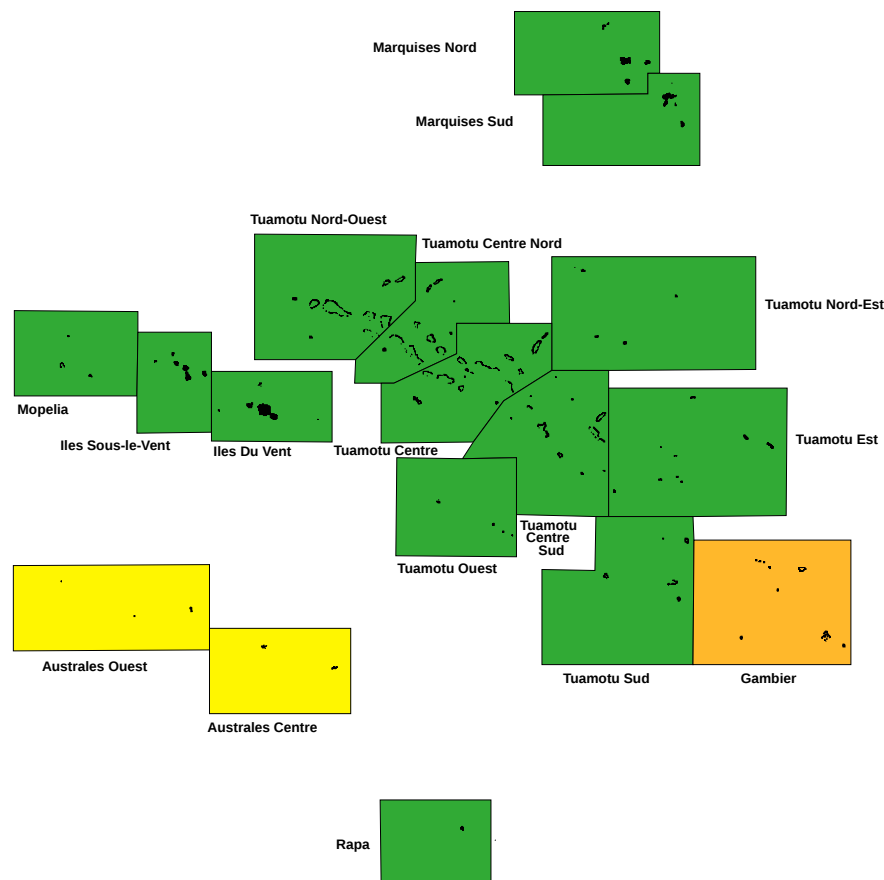 Marquises Nord
Marquises Sud
Tuamotu Nord-Ouest
Tuamotu Centre Nord
Tuamotu Nord-Est
Mopelia
Iles Sous-le-Vent
Iles Du Vent
Tuamotu Centre
Tuamotu Est
Tuamotu
Centre
Sud
Tuamotu Ouest
Australes Ouest
Tuamotu Sud
Gambier
Australes Centre
Rapa